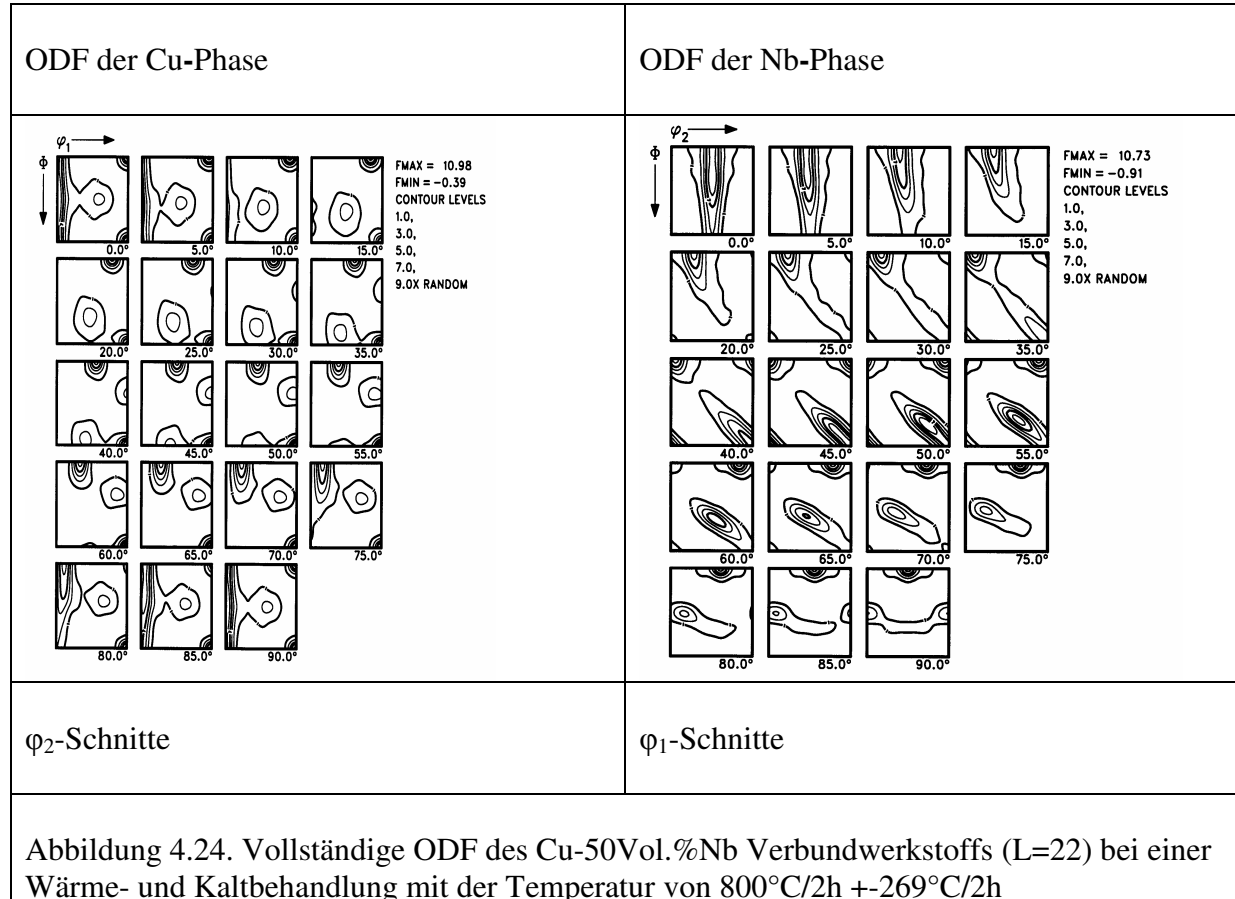 ODF der Cu-Phase
ODF der Nb-Phase
φ1
Φ
FMAX = 10.98
FMIN = -0.39
CONTOUR LEVELS
1.0,
3.0,
5.0,
7.0,
9.0X RANDOM
0.0° 5.0° 10.0° 15.0°
20.0° 25.0° 30.0° 35.0°
40.0° 45.0° 50.0° 55.0°
60.0° 65.0° 70.0° 75.0°
80.0° 85.0° 90.0°
φ2
Φ
FMAX = 10.73
FMIN = -0.91
CONTOUR LEVELS
1.0,
3.0,
5.0,
7.0,
9.0X RANDOM
0.0° 5.0° 10.0° 15.0°
20.0° 25.0° 30.0° 35.0°
40.0° 45.0° 50.0° 55.0°
60.0° 65.0° 70.0° 75.0°
80.0° 85.0° 90.0°
φ2-Schnitte
φ1-Schnitte
Abbildung 4.24. Vollständige ODF des Cu-50Vol.%Nb Verbundwerkstoffs (L=22) bei einer
Wärme- und Kaltbehandlung mit der Temperatur von 800°C/2h +-269°C/2h